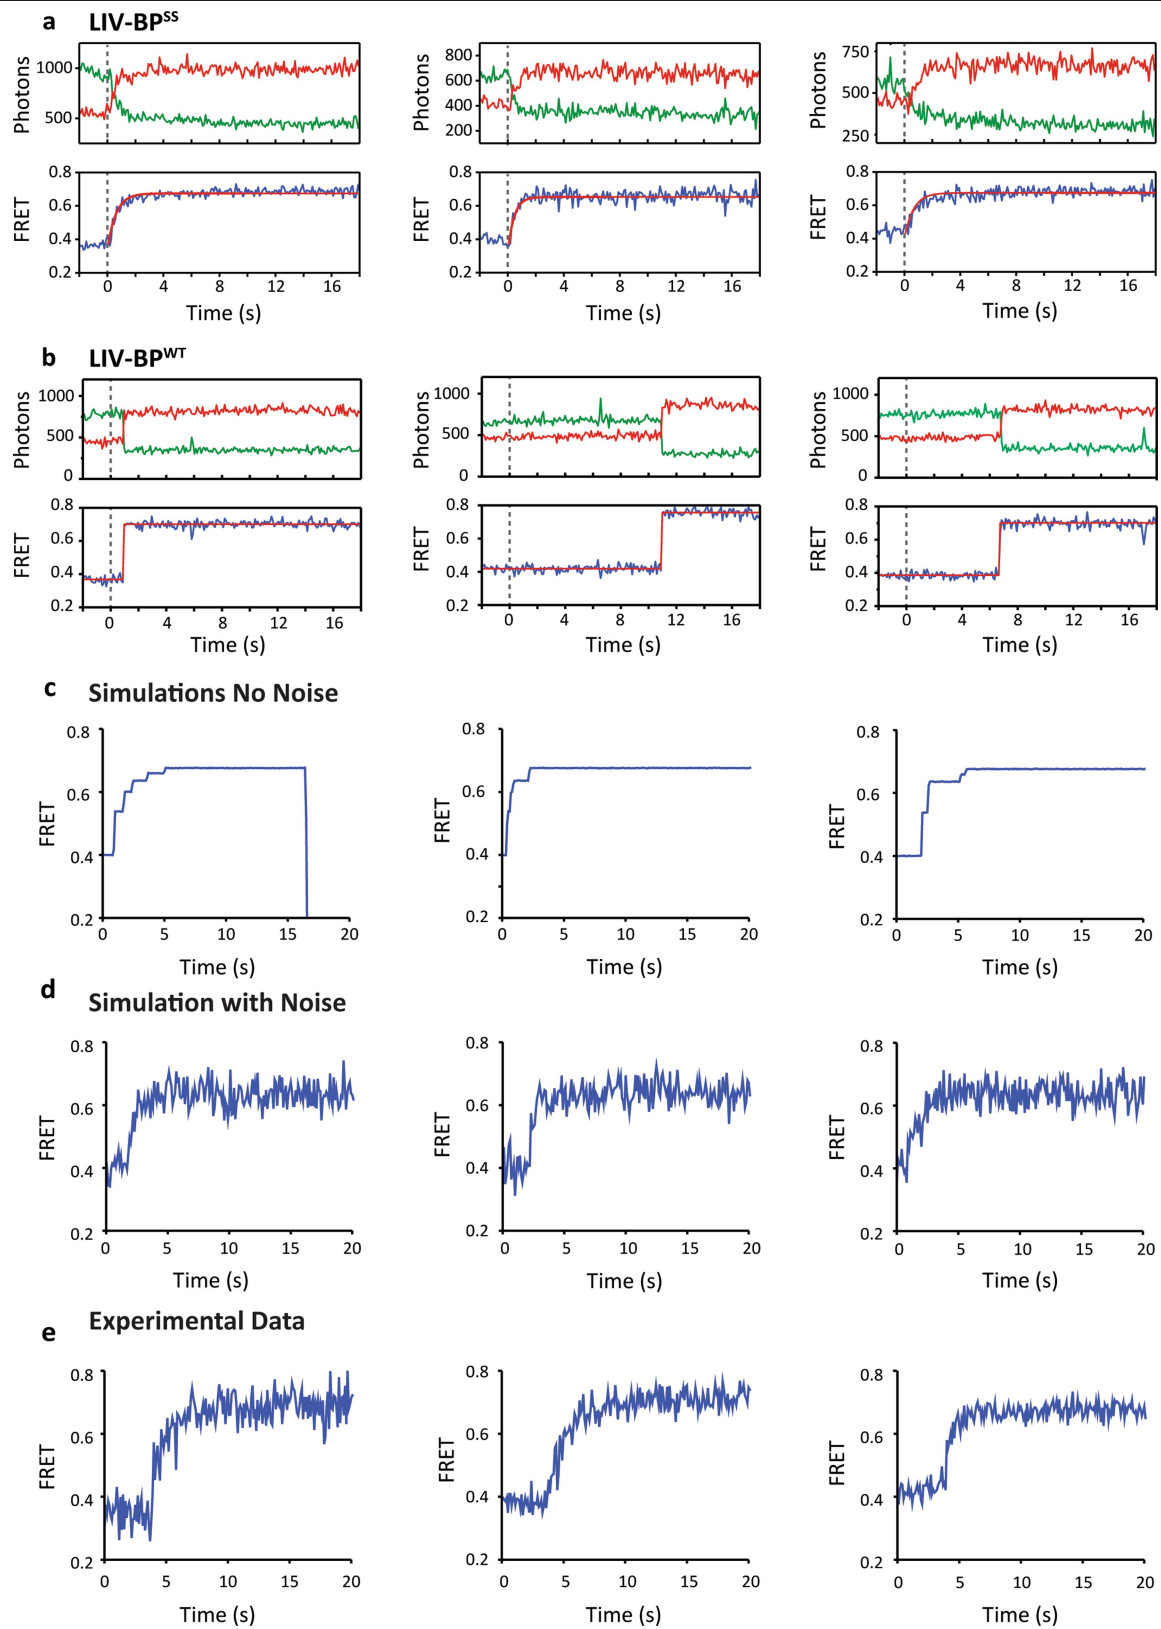 a LIV-BPSS
Photons
1000
500
Photons
800
600
400
200
Photons
750
500
250
FRET
0.8
0.6
0.4
0.2
0 4 8 12 16
Time (s)
FRET
0.8
0.6
0.4
0.2
0 4 8 12 16
Time (s)
FRET
0.8
0.6
0.4
0.2
0 4 8 12 16
Time (s)
b LIV-BPWT
Photons
1000
500
0
Photons
1000
500
0
Photons
1000
500
0
FRET
0.8
0.6
0.4
0.2
0 4 8 12 16
Time (s)
FRET
0.8
0.6
0.4
0.2
0 4 8 12 16
Time (s)
FRET
0.8
0.6
0.4
0.2
0 4 8 12 16
Time (s)
c Simulations No Noise
FRET
0.8
0.6
0.4
0.2
0 5 10 15 20
Time (s)
FRET
0.8
0.6
0.4
0.2
0 5 10 15 20
Time (s)
FRET
0.8
0.6
0.4
0.2
0 5 10 15 20
Time (s)
d Simulation with Noise
FRET
0.8
0.6
0.4
0.2
0 5 10 15 20
Time (s)
FRET
0.8
0.6
0.4
0.2
0 5 10 15 20
Time (s)
FRET
0.8
0.6
0.4
0.2
0 5 10 15 20
Time (s)
e Experimental Data
FRET
0.8
0.6
0.4
0.2
0 5 10 15 20
Time (s)
FRET
0.8
0.6
0.4
0.2
0 5 10 15 20
Time (s)
FRET
0.8
0.6
0.4
0.2
0 5 10 15 20
Time (s)